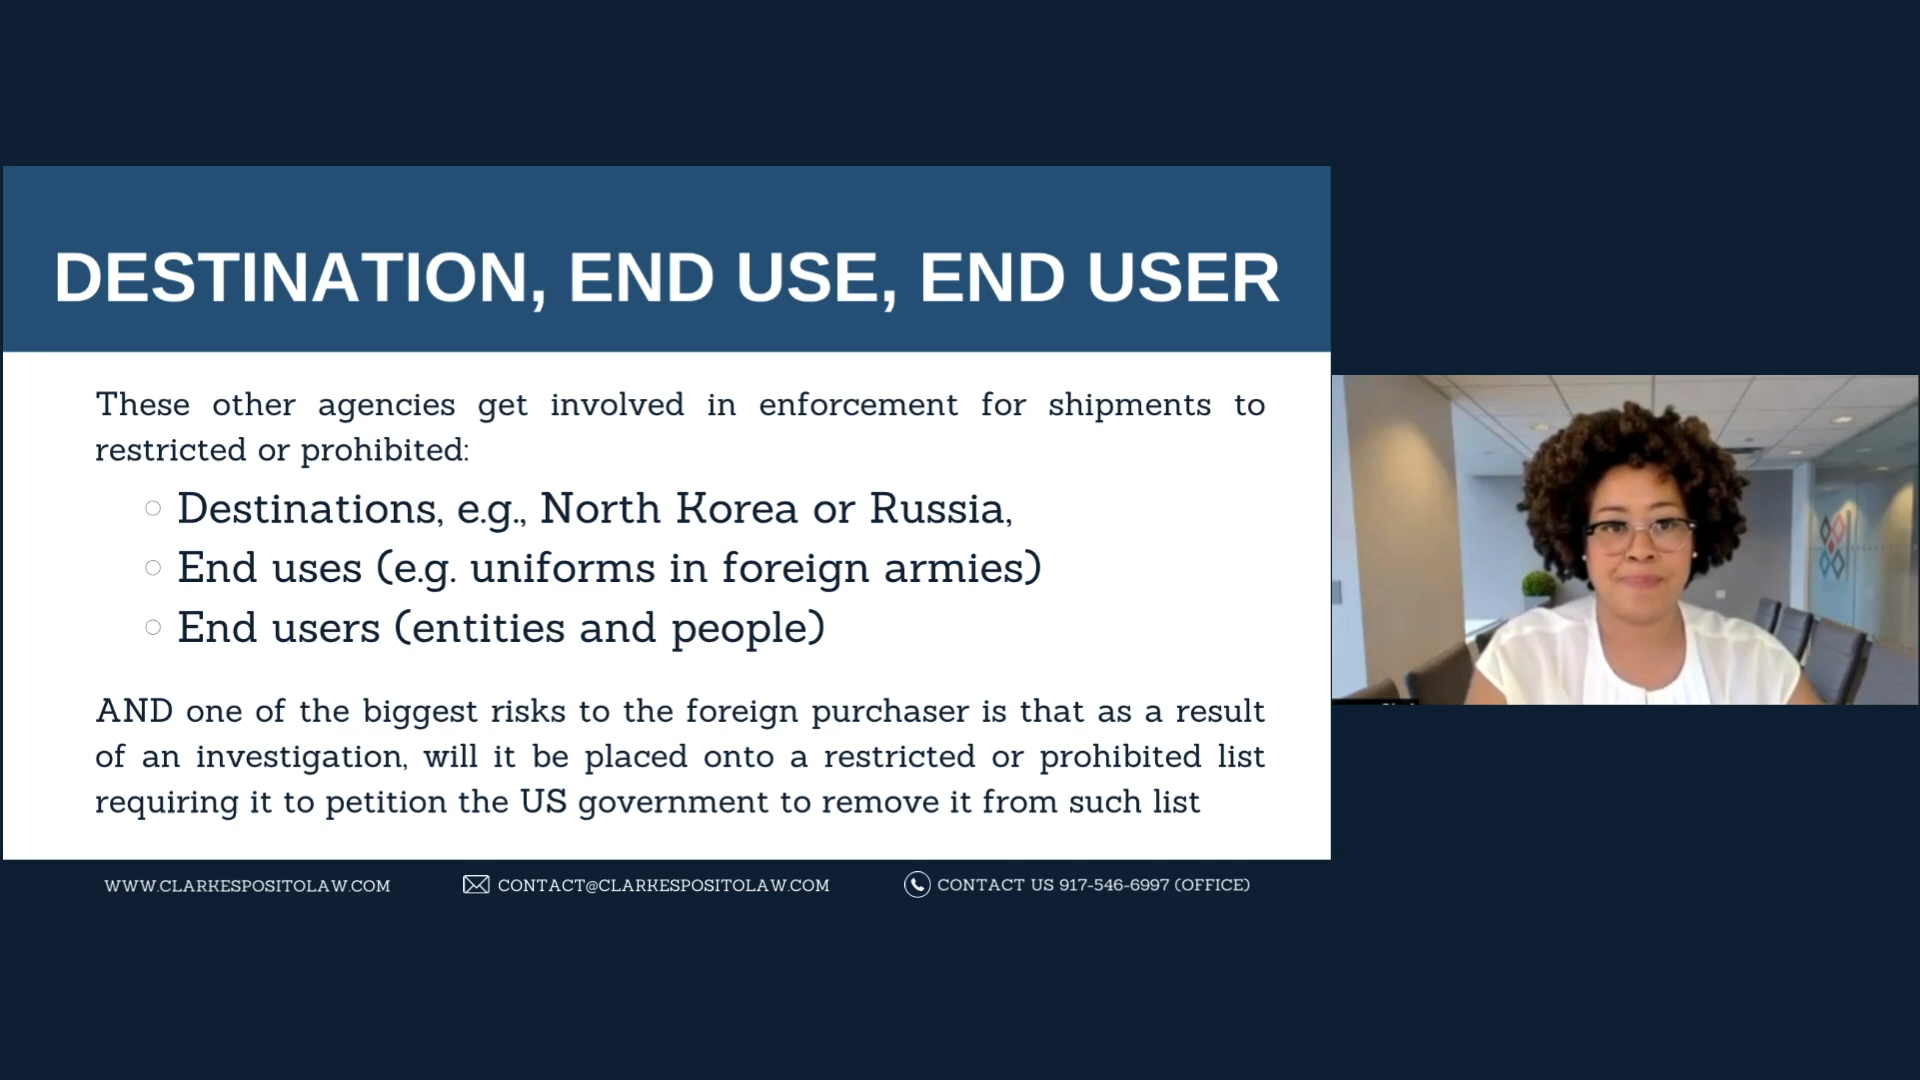 DESTINATION, END USE, END USER
These other agencies get involved in enforcement for shipments to
restricted or prohibited:
Destinations, e.g., North Korea or Russia,
End uses (e.g. uniforms in foreign armies)
End users (entities and people)
AND one of the biggest risks to the foreign purchaser is that as a result
of an investigation, will it be placed onto a restricted or prohibited list
requiring it to petition the US government to remove it from such list
WWW.CLARKESPOSITOLAW.COM
CONTACT@CLARKESPOSITOLAW.COM
CONTACT US 917-546-6997 (OFFICE)